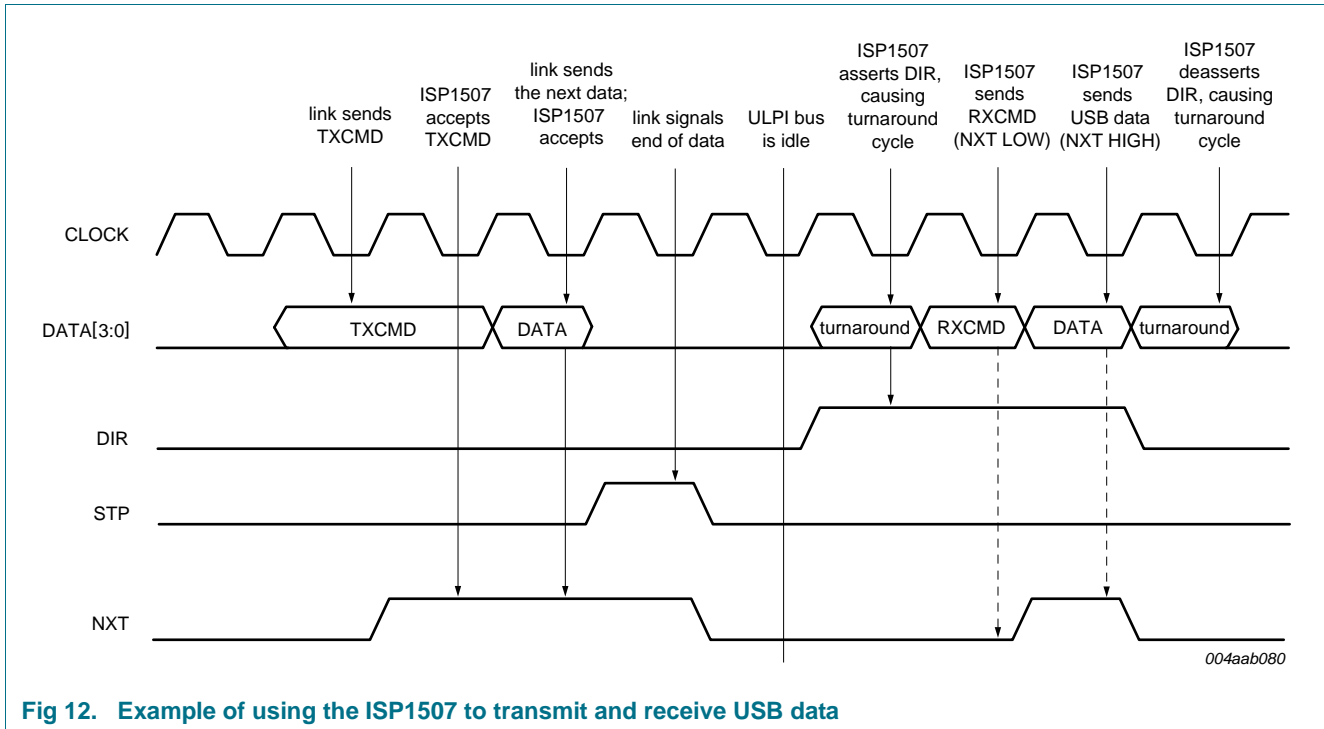 link sends
TXCMD
ISP1507
accepts
TXCMD
link sends
the next data;
ISP1507
accepts
link signals
end of data
ULPI bus
is idle
ISP1507
asserts DIR,
causing
turnaround
cycle
ISP1507
sends
RXCMD
(NXT LOW)
ISP1507
sends
USB data
(NXT HIGH)
ISP1507
deasserts
DIR, causing
turnaround
cycle
CLOCK
DATA[3:0]
TXCMD
DATA
turnaround
RXCMD
DATA
turnaround
DIR
STP
NXT
004aab080
Fig 12. Example of using the ISP1507 to transmit and receive USB data